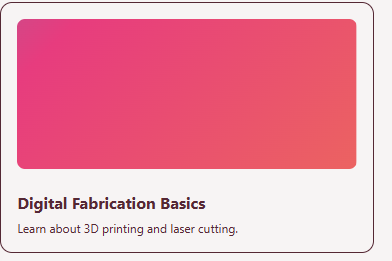 Digital Fabrication Basics
Learn about 3D printing and laser cutting.